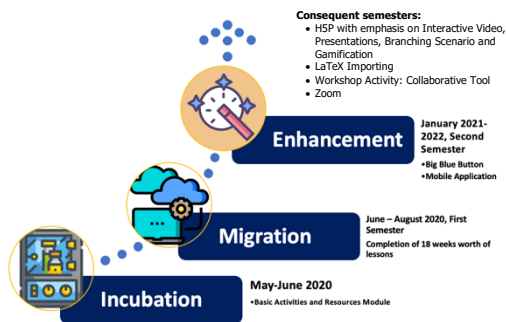 Consequent semesters:
• H5P with emphasis on Interactive Video,
Presentations, Branching Scenario and
Gamification
• LaTeX Importing
• Workshop Activity: Collaborative Tool
• Zoom
Enhancement
January 2021-
2022, Second
Semester
•Big Blue Button
•Mobile Application
Migration
June – August 2020, First
Semester
Completion of 18 weeks worth of
lessons
Incubation
May-June 2020
•Basic Activities and Resources Module